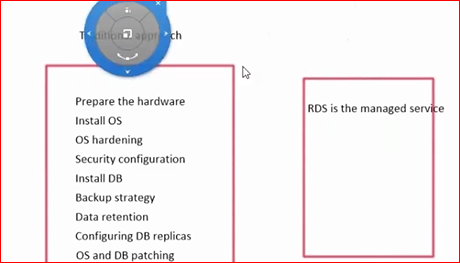 approach
Prepare the hardware
Install OS
OS hardening
Security configuration
Install DB
Backup strategy
Data retention
Configuring DB replicas
OS and DB patching
RDS is the managed service